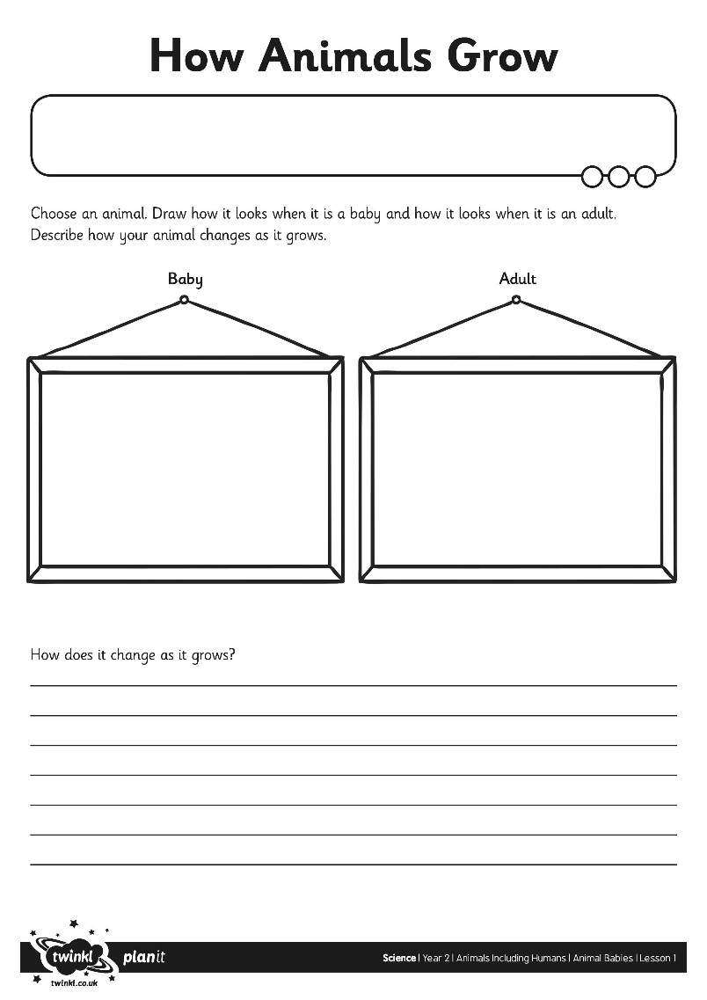 How Animals Grow
Choose an animal. Draw how it looks when it is a baby and how it looks when it is an adult.
Describe how your animal changes as it grows.
Baby
Adult
How does it change as it grows?
twinkl
planit
twinkl.co.uk
Science | Year 2 | Animals Including Humans | Animal Babies | Lesson 1